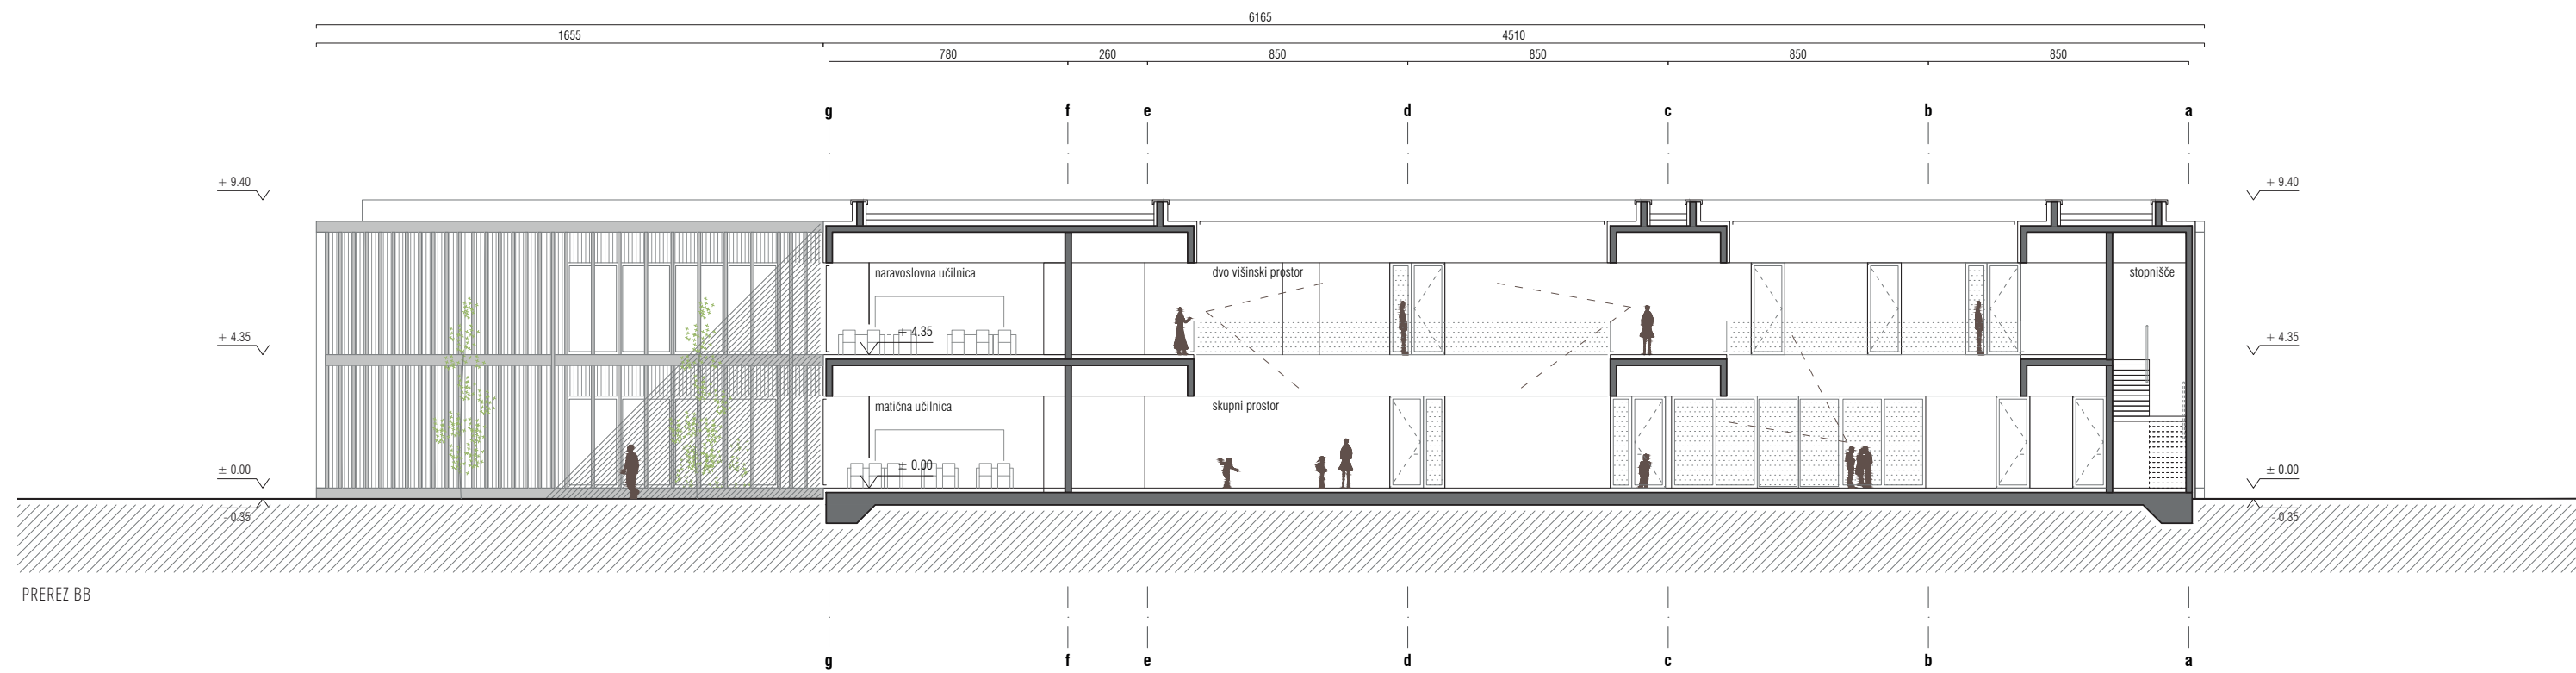 6165
1655 4510
780 260 850 850 850 850
g f e d c b a
+ 9.40 + 9.40
naravoslovna učilnica dvo višinski prostor stopnišče
+ 4.35 + 4.35 + 4.35
matična učilnica skupni prostor
± 0.00 ± 0.00 ± 0.00
- 0.35 - 0.35
PREREZ BB
g f e d c b a